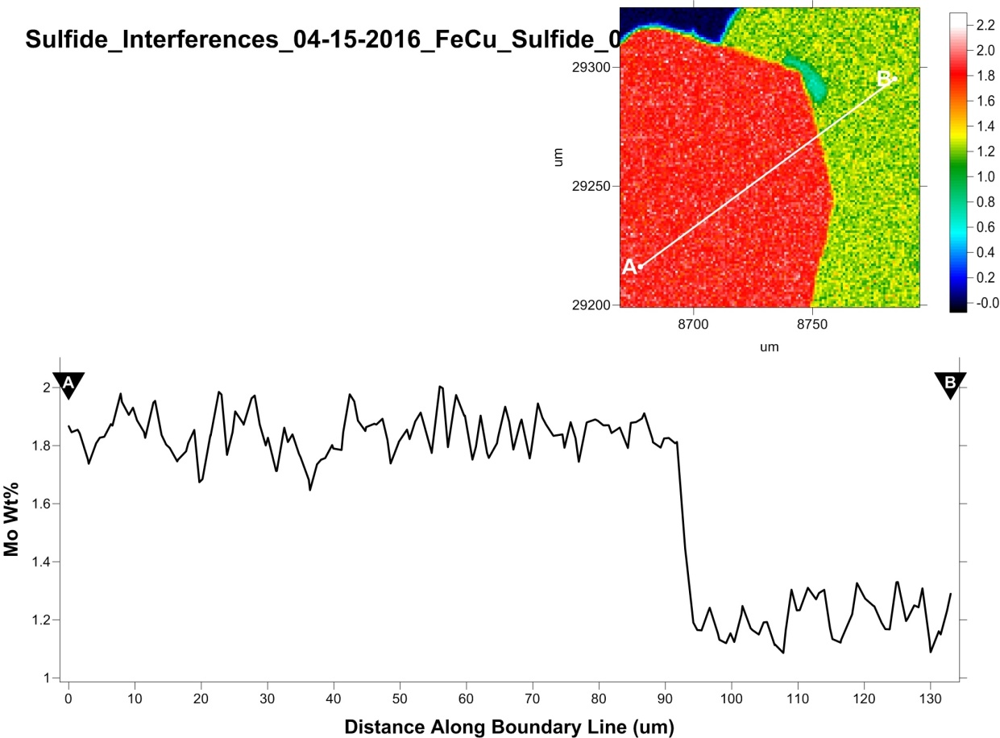 Sulfide_Interferences_04-15-2016_FeCu_Sulfide_0
29300
29250
29200
um
8700
8750
um
A
B
2.2
2.0
1.8
1.6
1.4
1.2
1.0
0.8
0.6
0.4
0.2
-0.0
A
B
2
1.8
1.6
1.4
1.2
1
Mo Wt%
0 10 20 30 40 50 60 70 80 90 100 110 120 130
Distance Along Boundary Line (um)